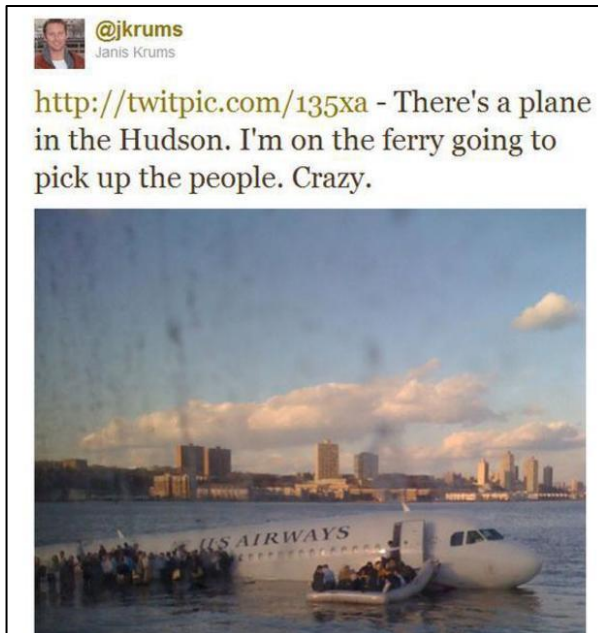 @jkrums
Janis Krums
http://twitpic.com/135xa - There's a plane
in the Hudson. I'm on the ferry going to
pick up the people. Crazy.
US AIRWAYS